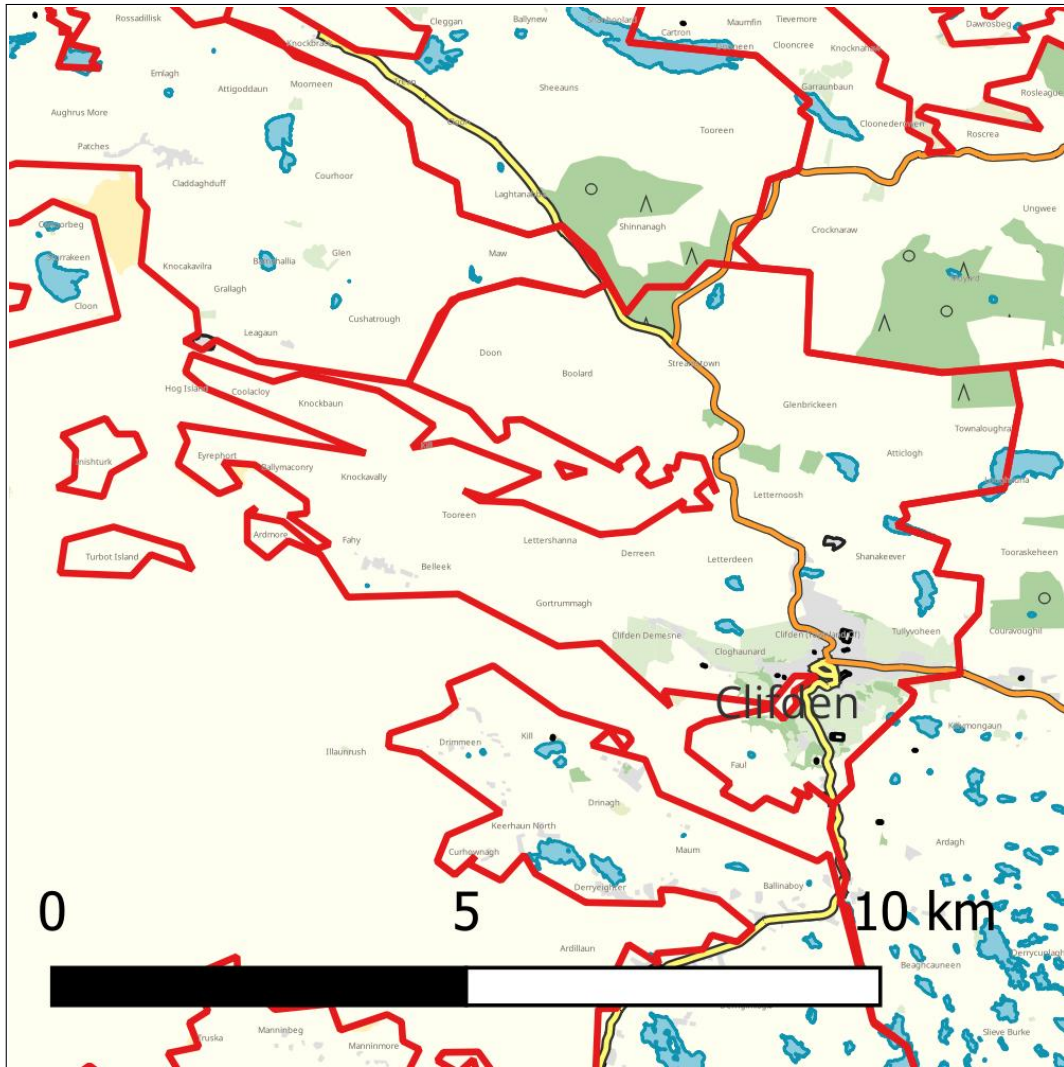 Rossadillisk
Cleggan
Ballynew
Maumfin
Tievemore
Dawrosbeg
Cartron
Clooncree
Knocknahaw
Emlagh
Attigoddaun
Moorneen
Sheeauns
Garraunbaun
Rosleague
Aughrus More
Tooreen
Cloonederowen
Roscrea
Patches
Claddaghduff
Courhoor
Shinnanagh
Crocknaraw
Ungwee
Knockavilra
Glen
Maw
Grallagh
Cloon
Leagaun
Cushatrough
Doon
Boolard
Streamstown
Hog Island
Coolacloy
Knockbaun
Glenbrickeen
Townaloughra
Kill
Atticlogh
Inishturk
Eyrephort
Ballymaconry
Knockavally
Letternoosh
Tooreen
Lettershanna
Derreen
Letterdeen
Shanakeever
Tooraskeheen
Turbot Island
Ardmore
Fahy
Belleek
Gortrummagh
Clifden Demesne
Tullyvoheen
Couravoughil
Cloghaunard
Clifden
Illaunrush
Drimmeen
Kill
Faul
Drinagh
Keerhaun North
Curhownagh
Maum
Ardagh
Derryeighter
Ballinaboy
0
5
10 km
Ardillaun
Beaghcauneen
Truska
Manninbeg
Manninmore
Slieve Burke